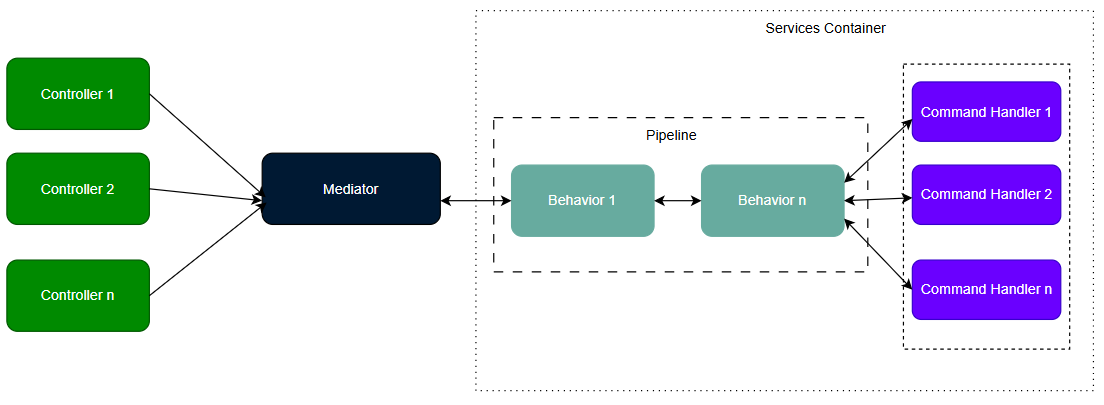 Services Container
Controller 1
Controller 2
Controller n
Mediator
Pipeline
Behavior 1
Behavior n
Command Handler 1
Command Handler 2
Command Handler n